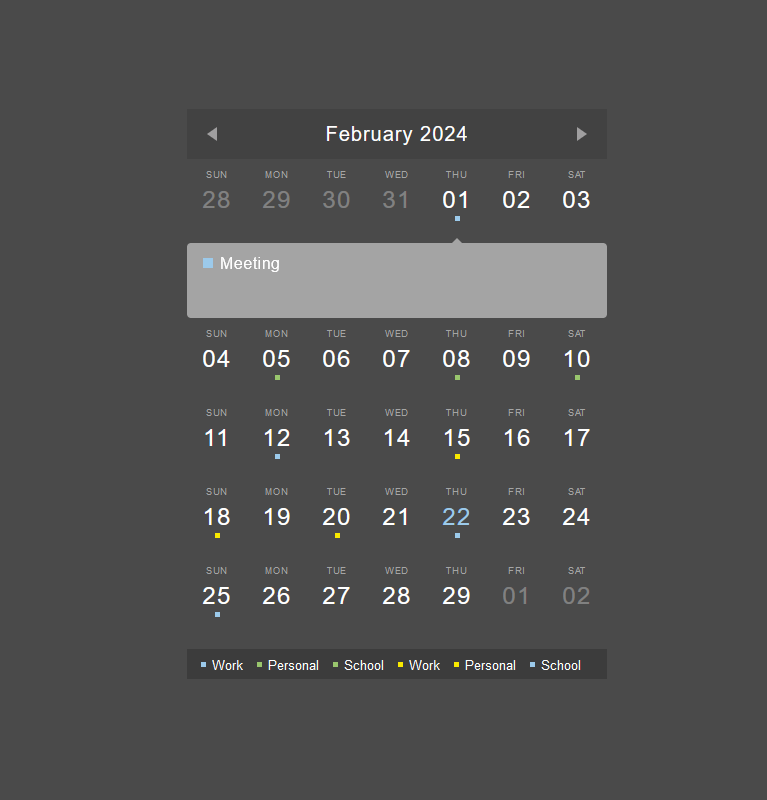 February 2024
SUN MON TUE WED THU FRI SAT
28 29 30 31 01 02 03
Meeting
SUN MON TUE WED THU FRI SAT
04 05 06 07 08 09 10
SUN MON TUE WED THU FRI SAT
11 12 13 14 15 16 17
SUN MON TUE WED THU FRI SAT
18 19 20 21 22 23 24
SUN MON TUE WED THU FRI SAT
25 26 27 28 29 01 02
Work Personal School Work Personal School